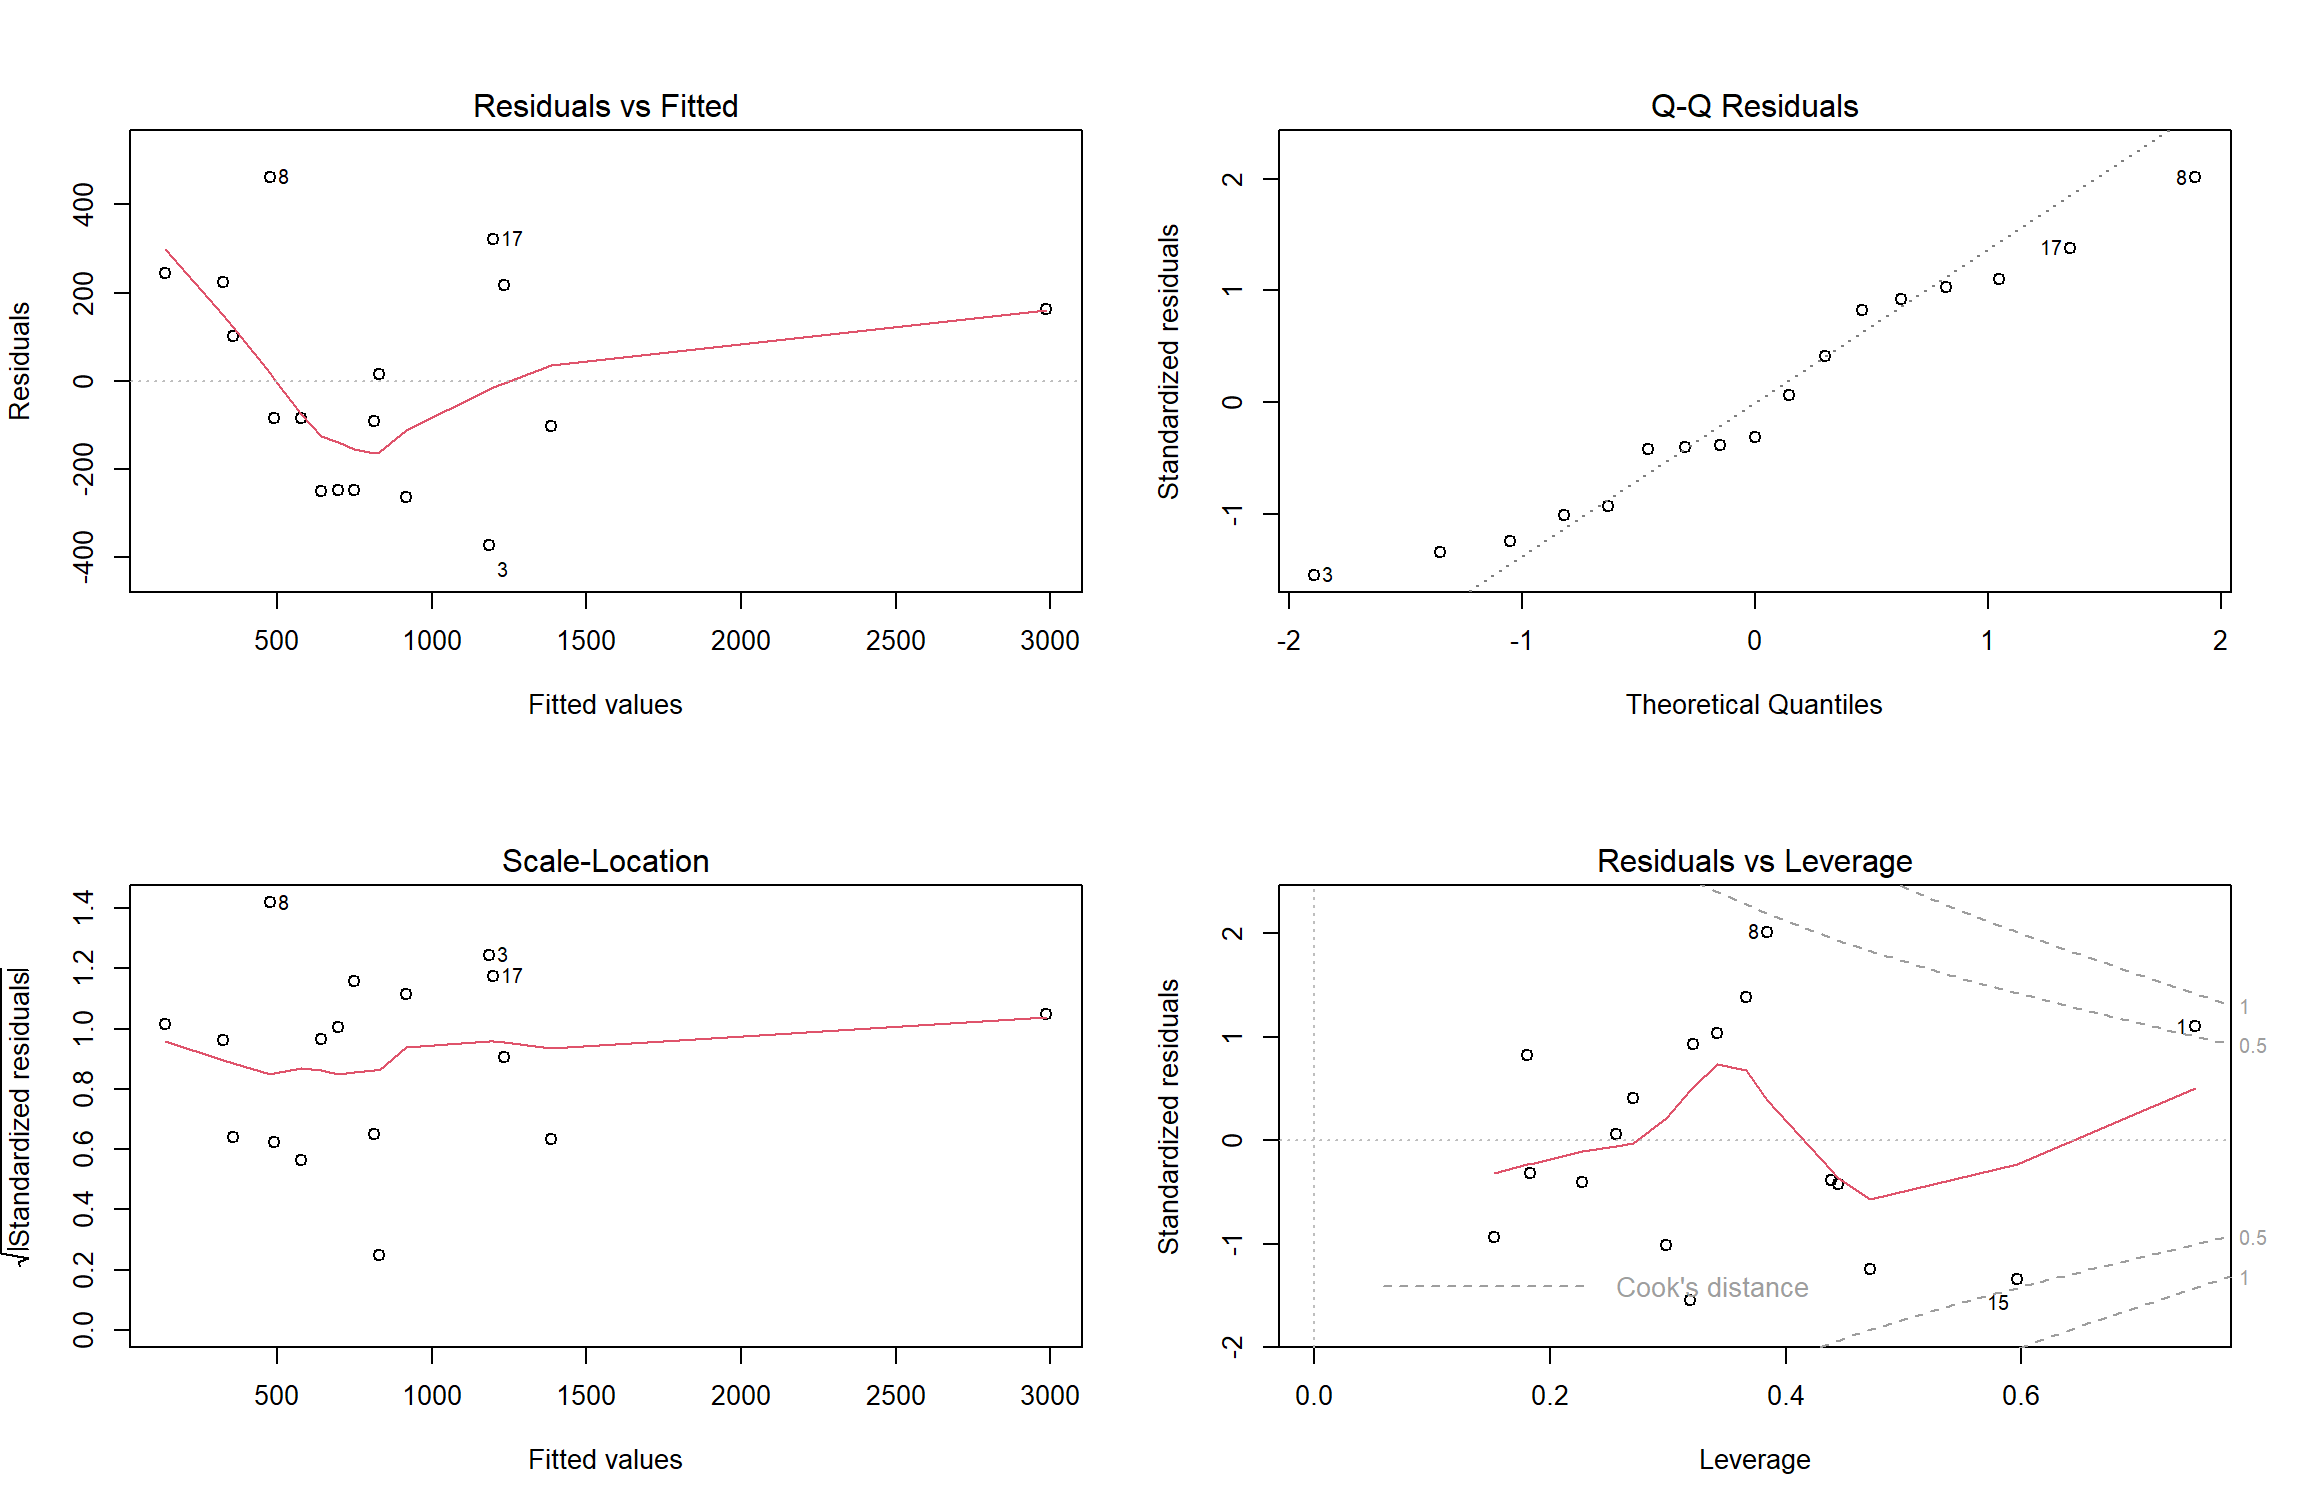 Residuals vs Fitted
Residuals
400
200
0
-200
-400
8
17
3
500 1000 1500 2000 2500 3000
Fitted values
Q-Q Residuals
Standardized residuals
2
1
0
-1
8
17
3
-2 -1 0 1 2
Theoretical Quantiles
Scale-Location
√|Standardized residuals|
1.4
1.2
1.0
0.8
0.6
0.4
0.2
0.0
8
3
17
500 1000 1500 2000 2500 3000
Fitted values
Residuals vs Leverage
Standardized residuals
2
1
0
-1
-2
8
1
1
0.5
0.5
1
Cook's distance
15
0.0 0.2 0.4 0.6
Leverage